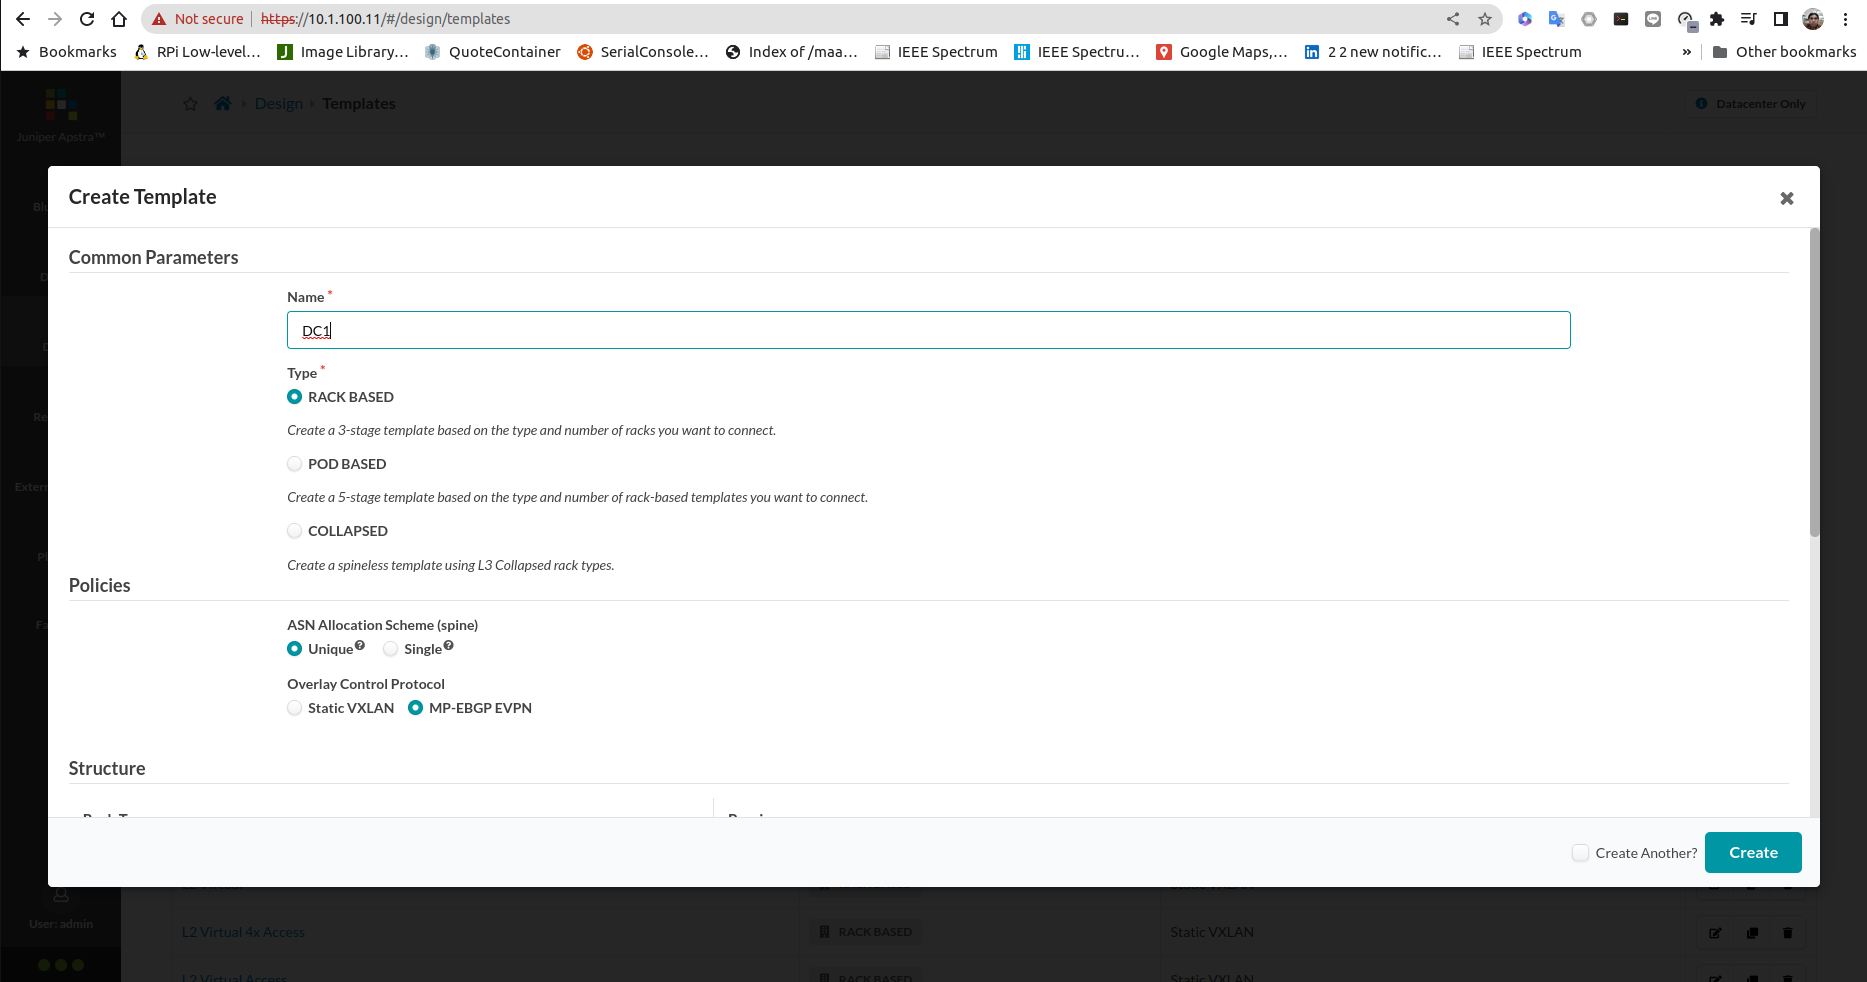 Not secure | https://10.1.100.11/#/design/templates
Bookmarks RPi Low-level... Image Library... QuoteContainer SerialConsole... Index of /maa... IEEE Spectrum IEEE Spectru... Google Maps,... 2 2 new notific... IEEE Spectrum » Other bookmarks
Juniper Apstra™
Design Templates
Datacenter Only
Create Template
Common Parameters
Name *
DC1
Type *
RACK BASED
Create a 3-stage template based on the type and number of racks you want to connect.
POD BASED
Create a 5-stage template based on the type and number of rack-based templates you want to connect.
COLLAPSED
Create a spineless template using L3 Collapsed rack types.
Policies
ASN Allocation Scheme (spine)
Unique Single
Overlay Control Protocol
Static VXLAN MP-EBGP EVPN
Structure
Create Another? Create
User: admin
L2 Virtual 4x Access RACK BASED Static VXLAN
L2 Virtual Access RACK BASED Static VXLAN